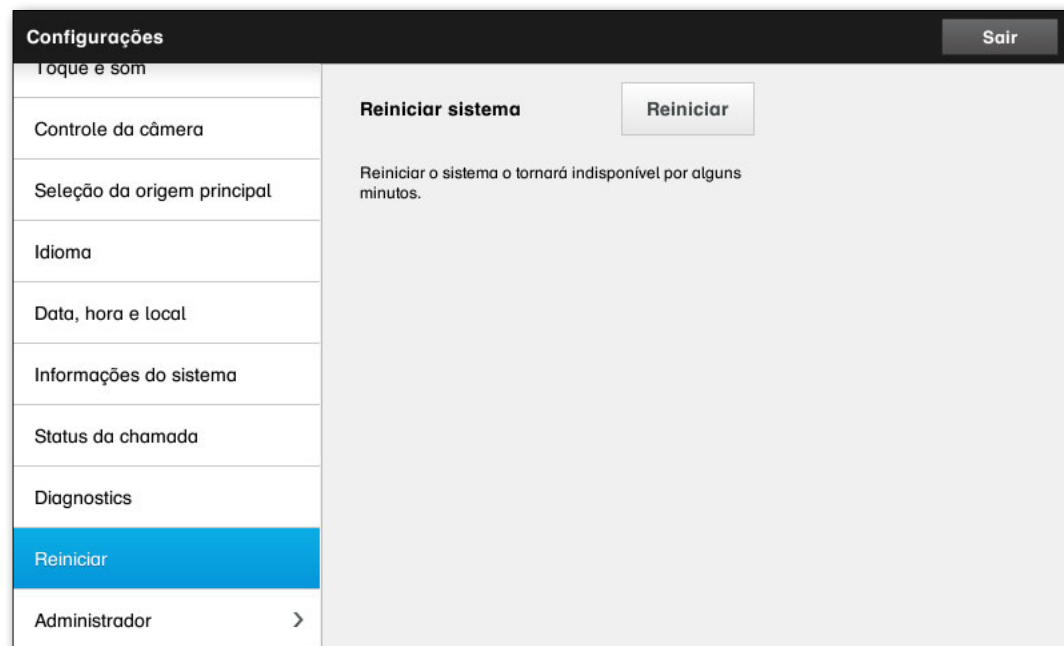 Configurações
Sair
Toque e som
Controle da câmera
Seleção da origem principal
Idioma
Data, hora e local
Informações do sistema
Status da chamada
Diagnostics
Reiniciar
Administrador
Reiniciar sistema
Reiniciar
Reiniciar o sistema o tornará indisponível por alguns
minutos.